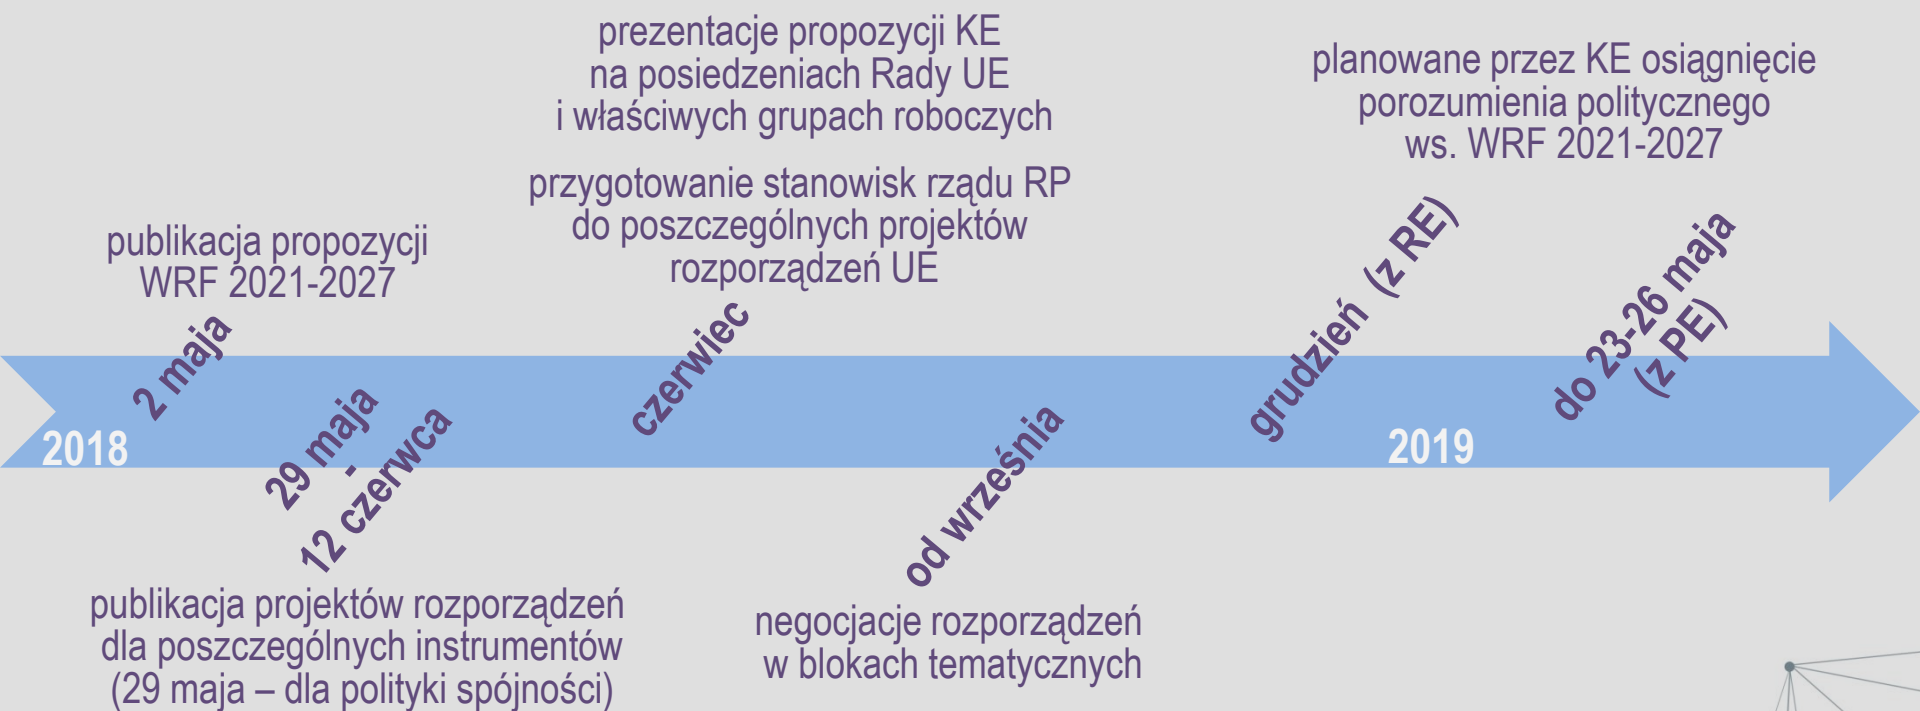 publikacja propozycji
WRF 2021-2027
2 maja
2018
29 maja
-
12 czerwca
publikacja projektów rozporządzeń
dla poszczególnych instrumentów
(29 maja – dla polityki spójności)
prezentacje propozycji KE
na posiedzeniach Rady UE
i właściwych grupach roboczych
przygotowanie stanowisk rządu RP
do poszczególnych projektów
rozporządzeń UE
czerwiec
od września
negocjacje rozporządzeń
w blokach tematycznych
planowane przez KE osiągnięcie
porozumienia politycznego
ws. WRF 2021-2027
grudzień (z RE)
2019
do 23-26 maja
(z PE)